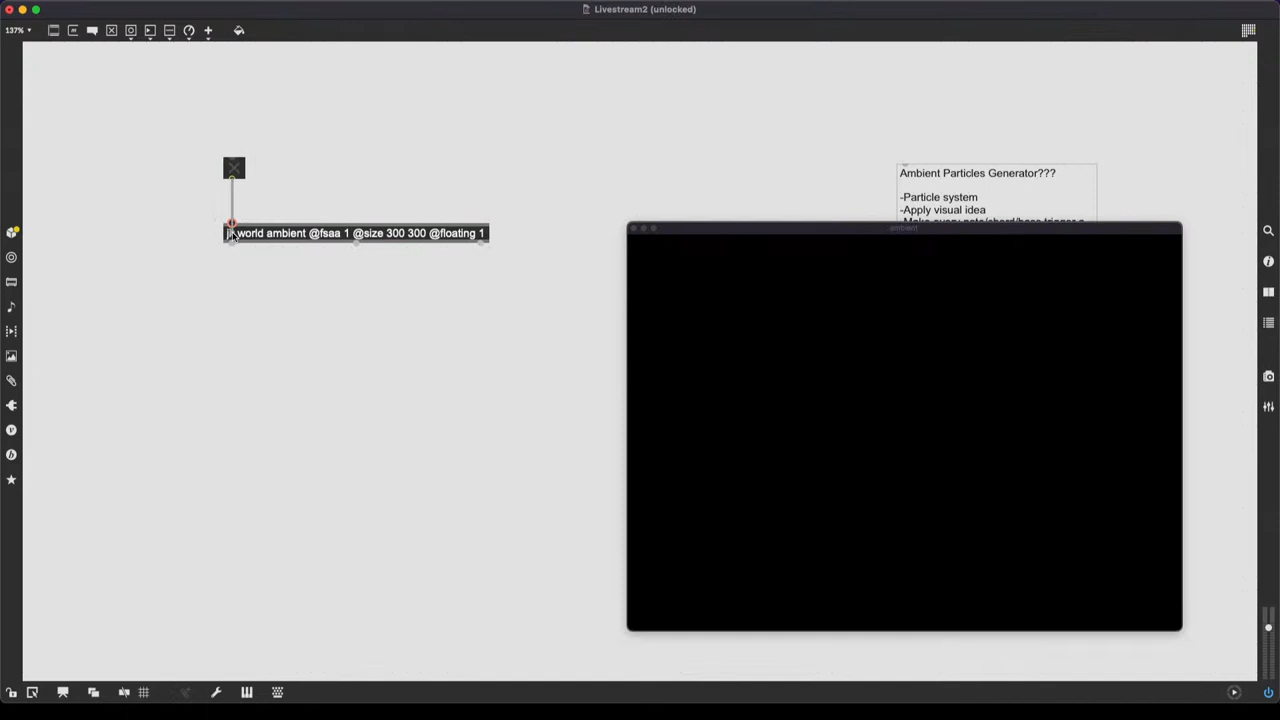 Livestream2 (unlocked)
137%
Ambient Particles Generator???
-Particle system
-Apply visual idea
world ambient @fsaa 1 @size 300 300 @floating 1
ambient